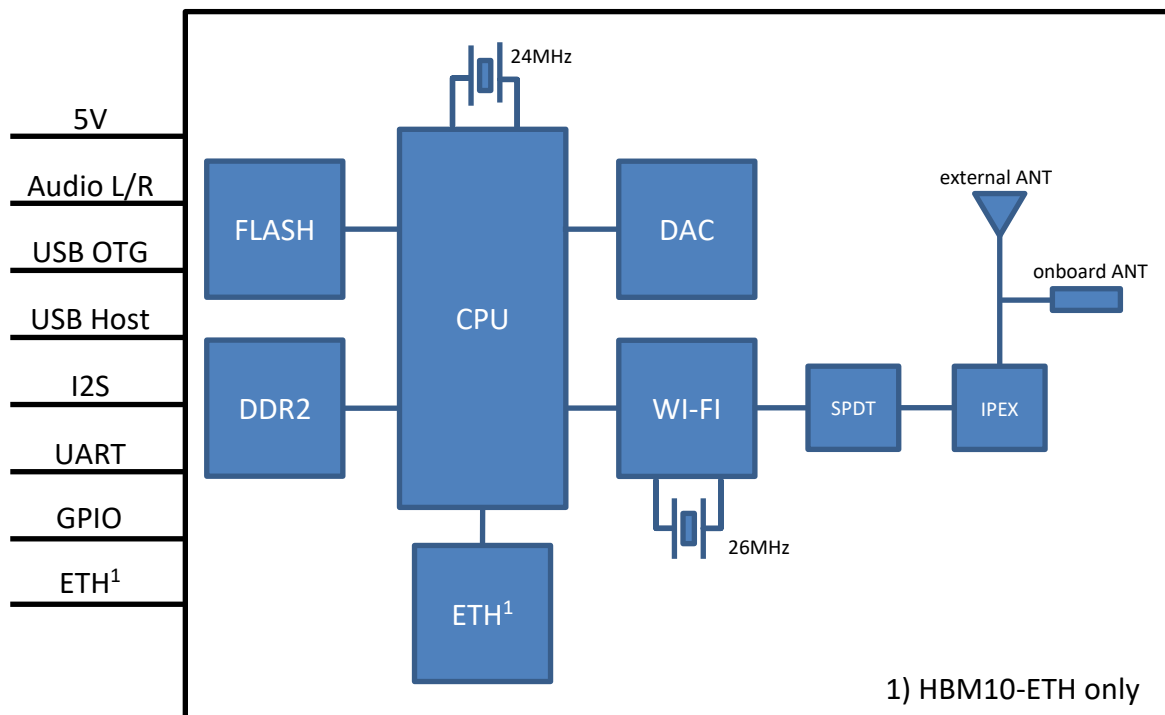 5V
Audio L/R
USB OTG
USB Host
I2S
UART
GPIO
ETH¹
24MHz
FLASH
CPU
DAC
DDR2
WI-FI
26MHz
ETH¹
SPDT
IPEX
external ANT
onboard ANT
1) HBM10-ETH only